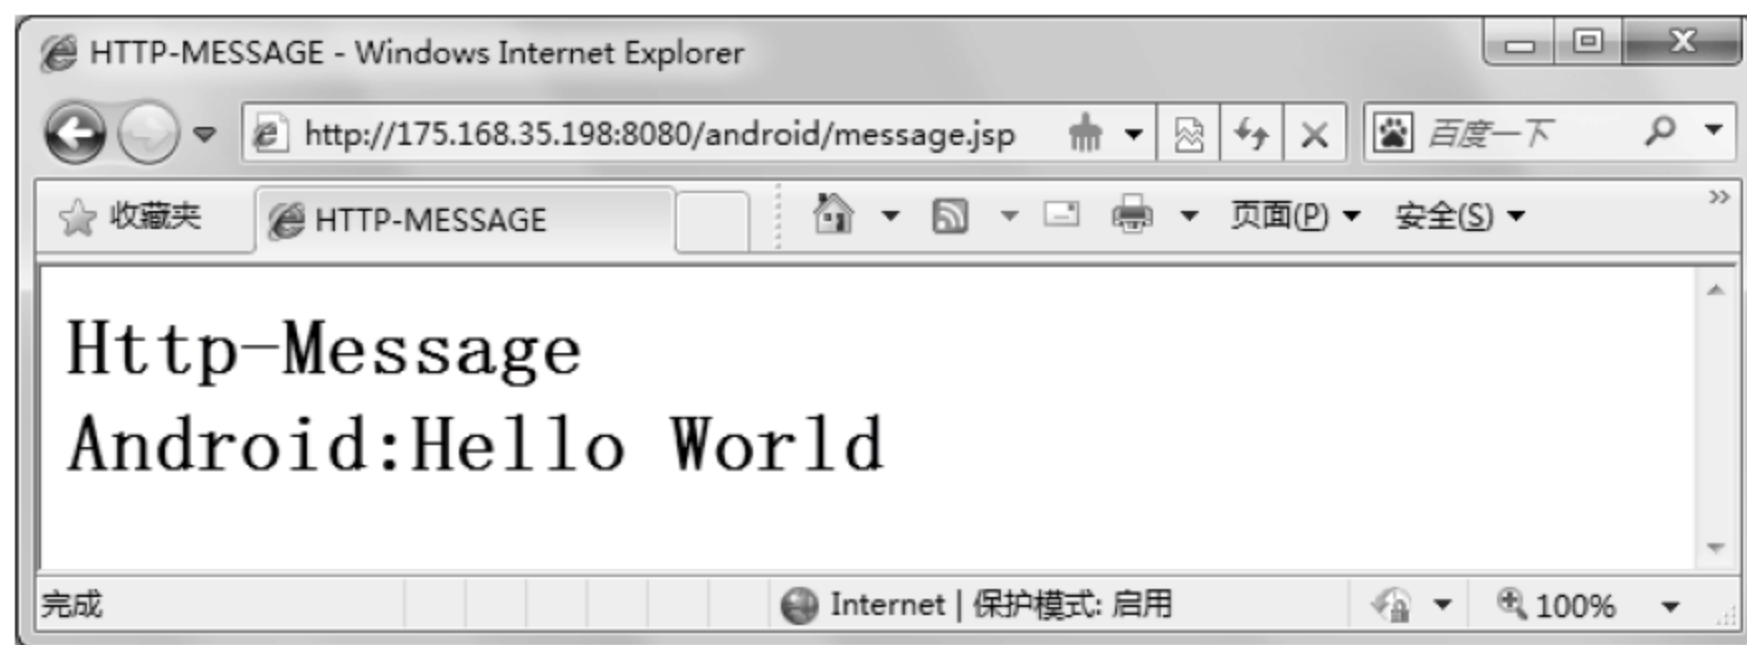 HTTP-MESSAGE - Windows Internet Explorer
http://175.168.35.198:8080/android/message.jsp 百度一下
收藏夹 HTTP-MESSAGE 页面(P) 安全(S) »
Http-Message
Android:Hello World
完成 Internet | 保护模式: 启用 100%